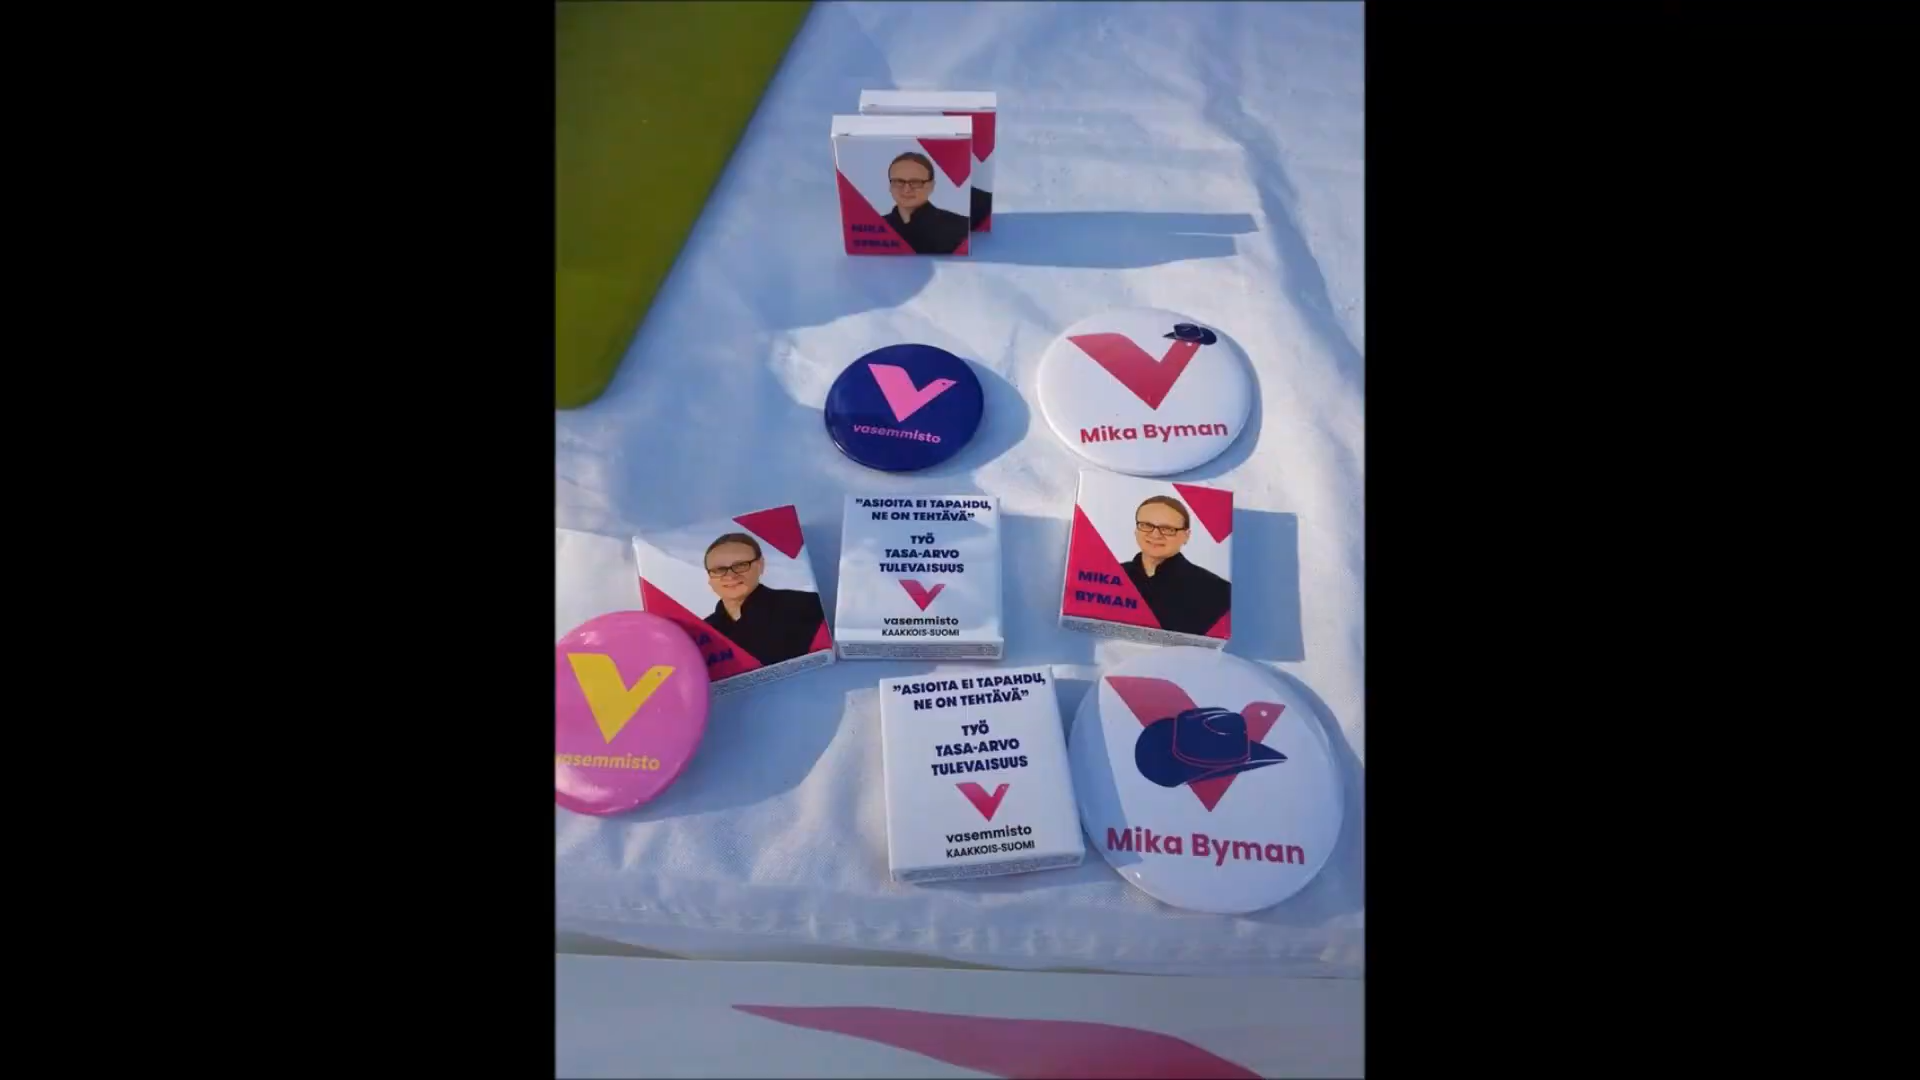 MIKA
BYMAN
vasemmisto
Mika Byman
"ASIOITA EI TAPAHDU,
NE ON TEHTÄVÄ"
TYÖ
TASA-ARVO
TULEVAISUUS
vasemmisto
KAAKKOIS-SUOMI
MIKA
BYMAN
vasemmisto
"ASIOITA EI TAPAHDU,
NE ON TEHTÄVÄ"
TYÖ
TASA-ARVO
TULEVAISUUS
vasemmisto
KAAKKOIS-SUOMI
Mika Byman